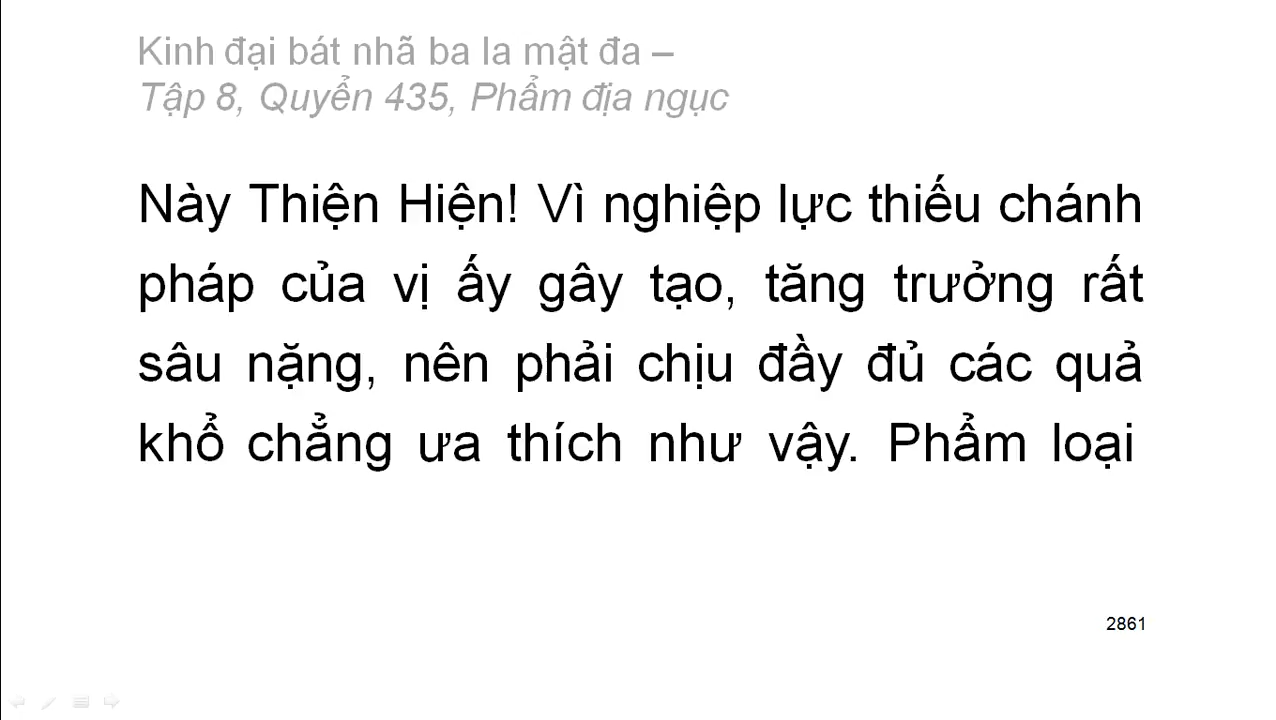 Kinh đại bát nhã ba la mật đa –
Tập 8, Quyển 435, Phẩm địa ngục
Này Thiện Hiện! Vì nghiệp lực thiếu chánh
pháp của vị ấy gây tạo, tăng trưởng rất
sâu nặng, nên phải chịu đầy đủ các quả
khổ chẳng ưa thích như vậy. Phẩm loại
2861